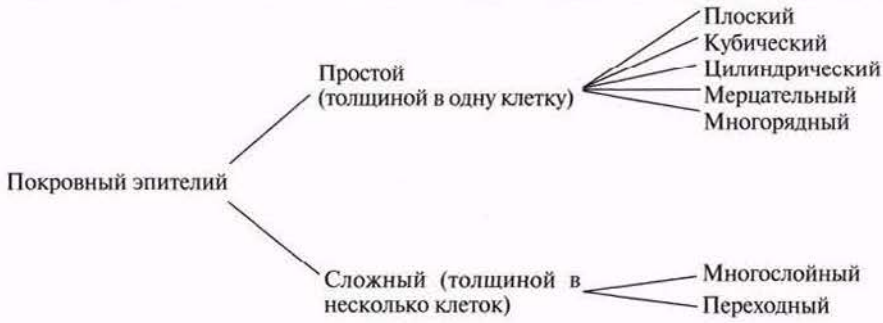 Плоский
Кубический
Цилиндрический
Мерцательный
Многорядный
Простой
(толщиной в одну клетку)
Покровный эпителий
Сложный (толщиной в
несколько клеток)
Многослойный
Переходный